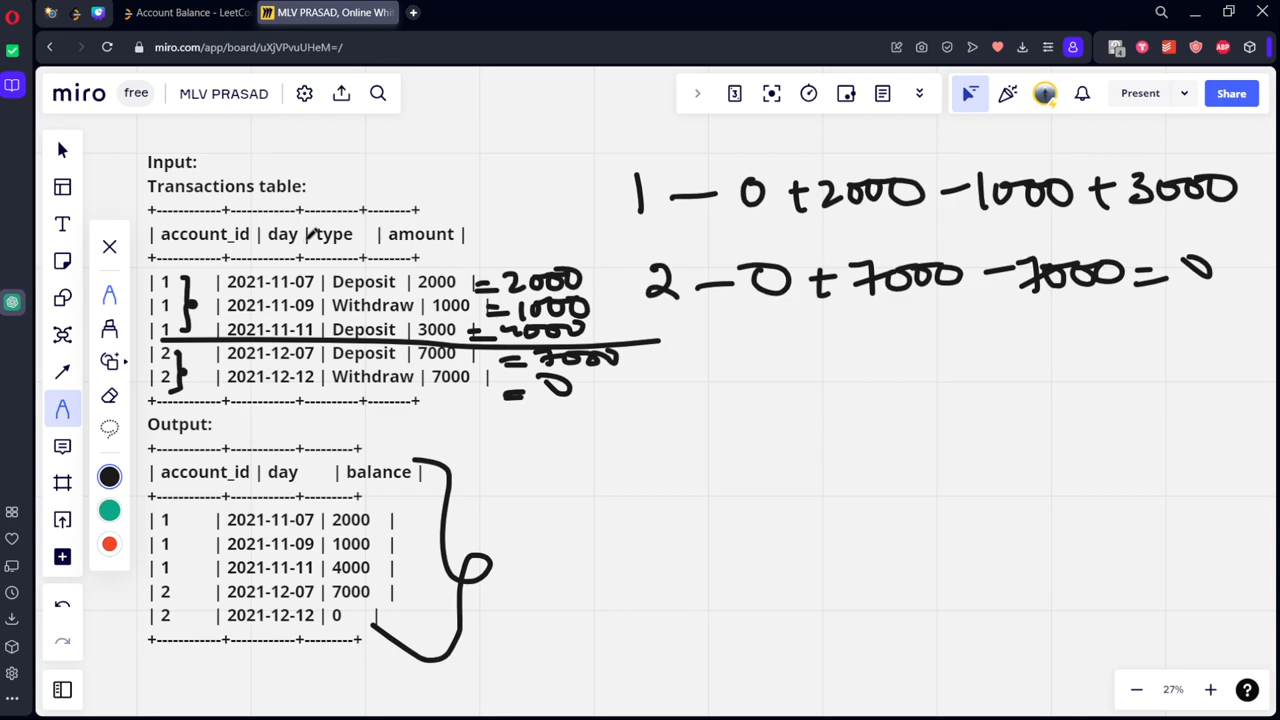 Account Balance - LeetCo
MLV PRASAD, Online Whi
miro.com/app/board/uXjVPvuUHeM=/
ABP
miro free MLV PRASAD
3
Present
Share
Input:
Transactions table:
+------------+------------+----------+--------+
| account_id | day | type | amount |
+------------+------------+----------+--------+
| 1 | 2021-11-07 | Deposit | 2000 | = 2000
| 1 | 2021-11-09 | Withdraw | 1000 | = 1000
| 1 | 2021-11-11 | Deposit | 3000 | = 4000
| 2 | 2021-12-07 | Deposit | 7000 | = 7000
| 2 | 2021-12-12 | Withdraw | 7000 | = 0
+------------+------------+----------+--------+
Output:
+------------+------------+---------+
| account_id | day | balance |
+------------+------------+---------+
| 1 | 2021-11-07 | 2000 |
| 1 | 2021-11-09 | 1000 |
| 1 | 2021-11-11 | 4000 |
| 2 | 2021-12-07 | 7000 |
| 2 | 2021-12-12 | 0 |
+------------+------------+---------+
1 — 0 + 2000 - 1000 + 3000
2 — 0 + 7000 - 7000 = 0
- 27% + ?